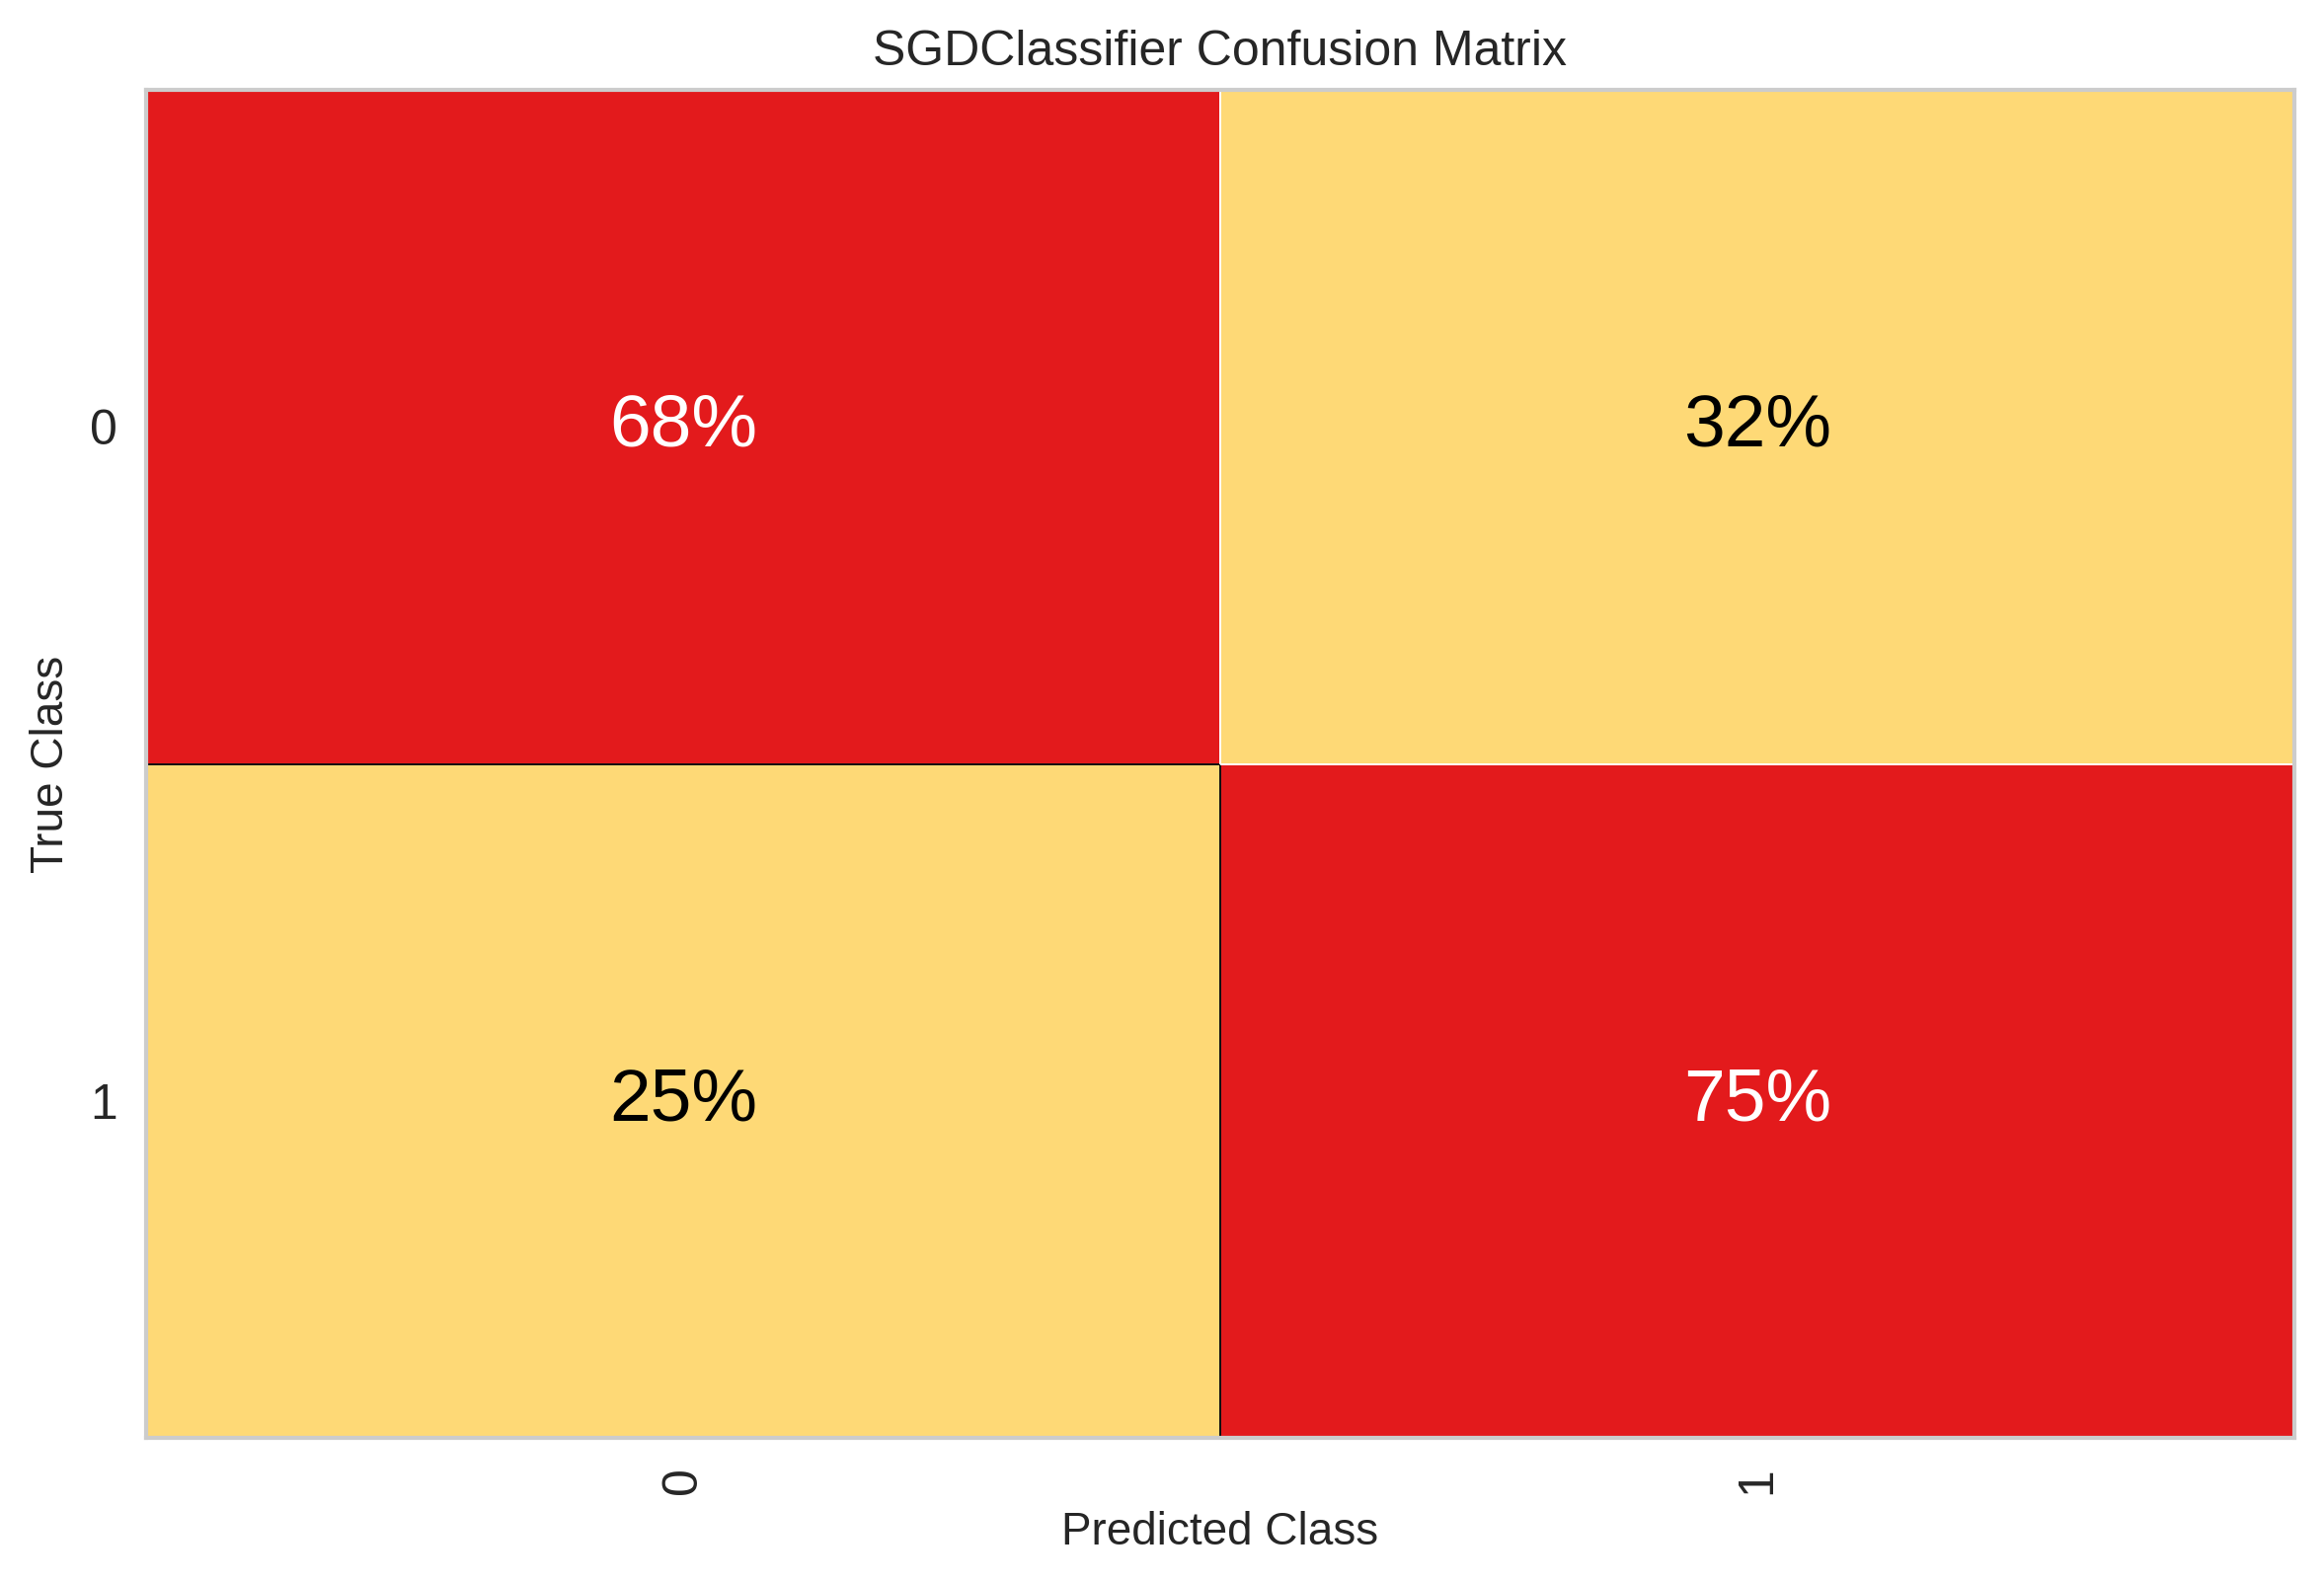 SGDClassifier Confusion Matrix
True Class
0
68%
32%
1
25%
75%
0
1
Predicted Class